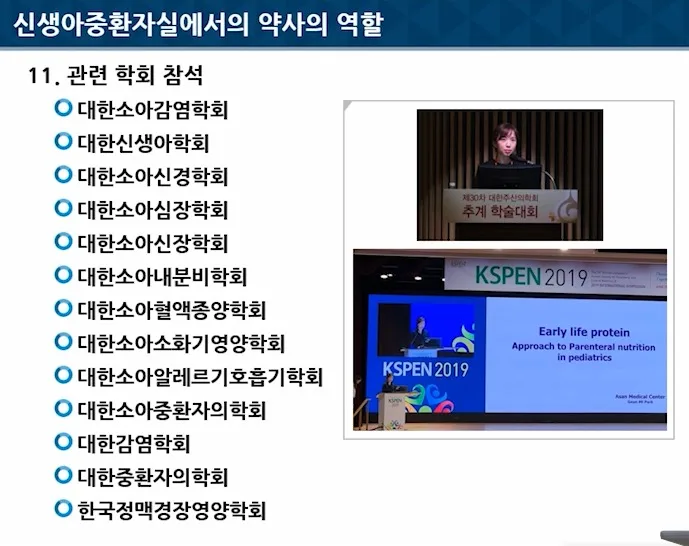 신생아중환자실에서의 약사의 역할
11. 관련 학회 참석
대한소아감염학회
대한신생아학회
대한소아신경학회
대한소아심장학회
대한소아신장학회
대한소아내분비학회
대한소아혈액종양학회
대한소아소화기영양학회
대한소아알레르기호흡기학회
대한소아중환자의학회
대한감염학회
대한중환자의학회
한국정맥경장영양학회
제30차 대한주산의학회
추계 학술대회
KSPEN 2019
Early life protein
Approach to Parenteral nutrition
in pediatrics
KSPEN 2019
Asan Medical Center
KSPEN